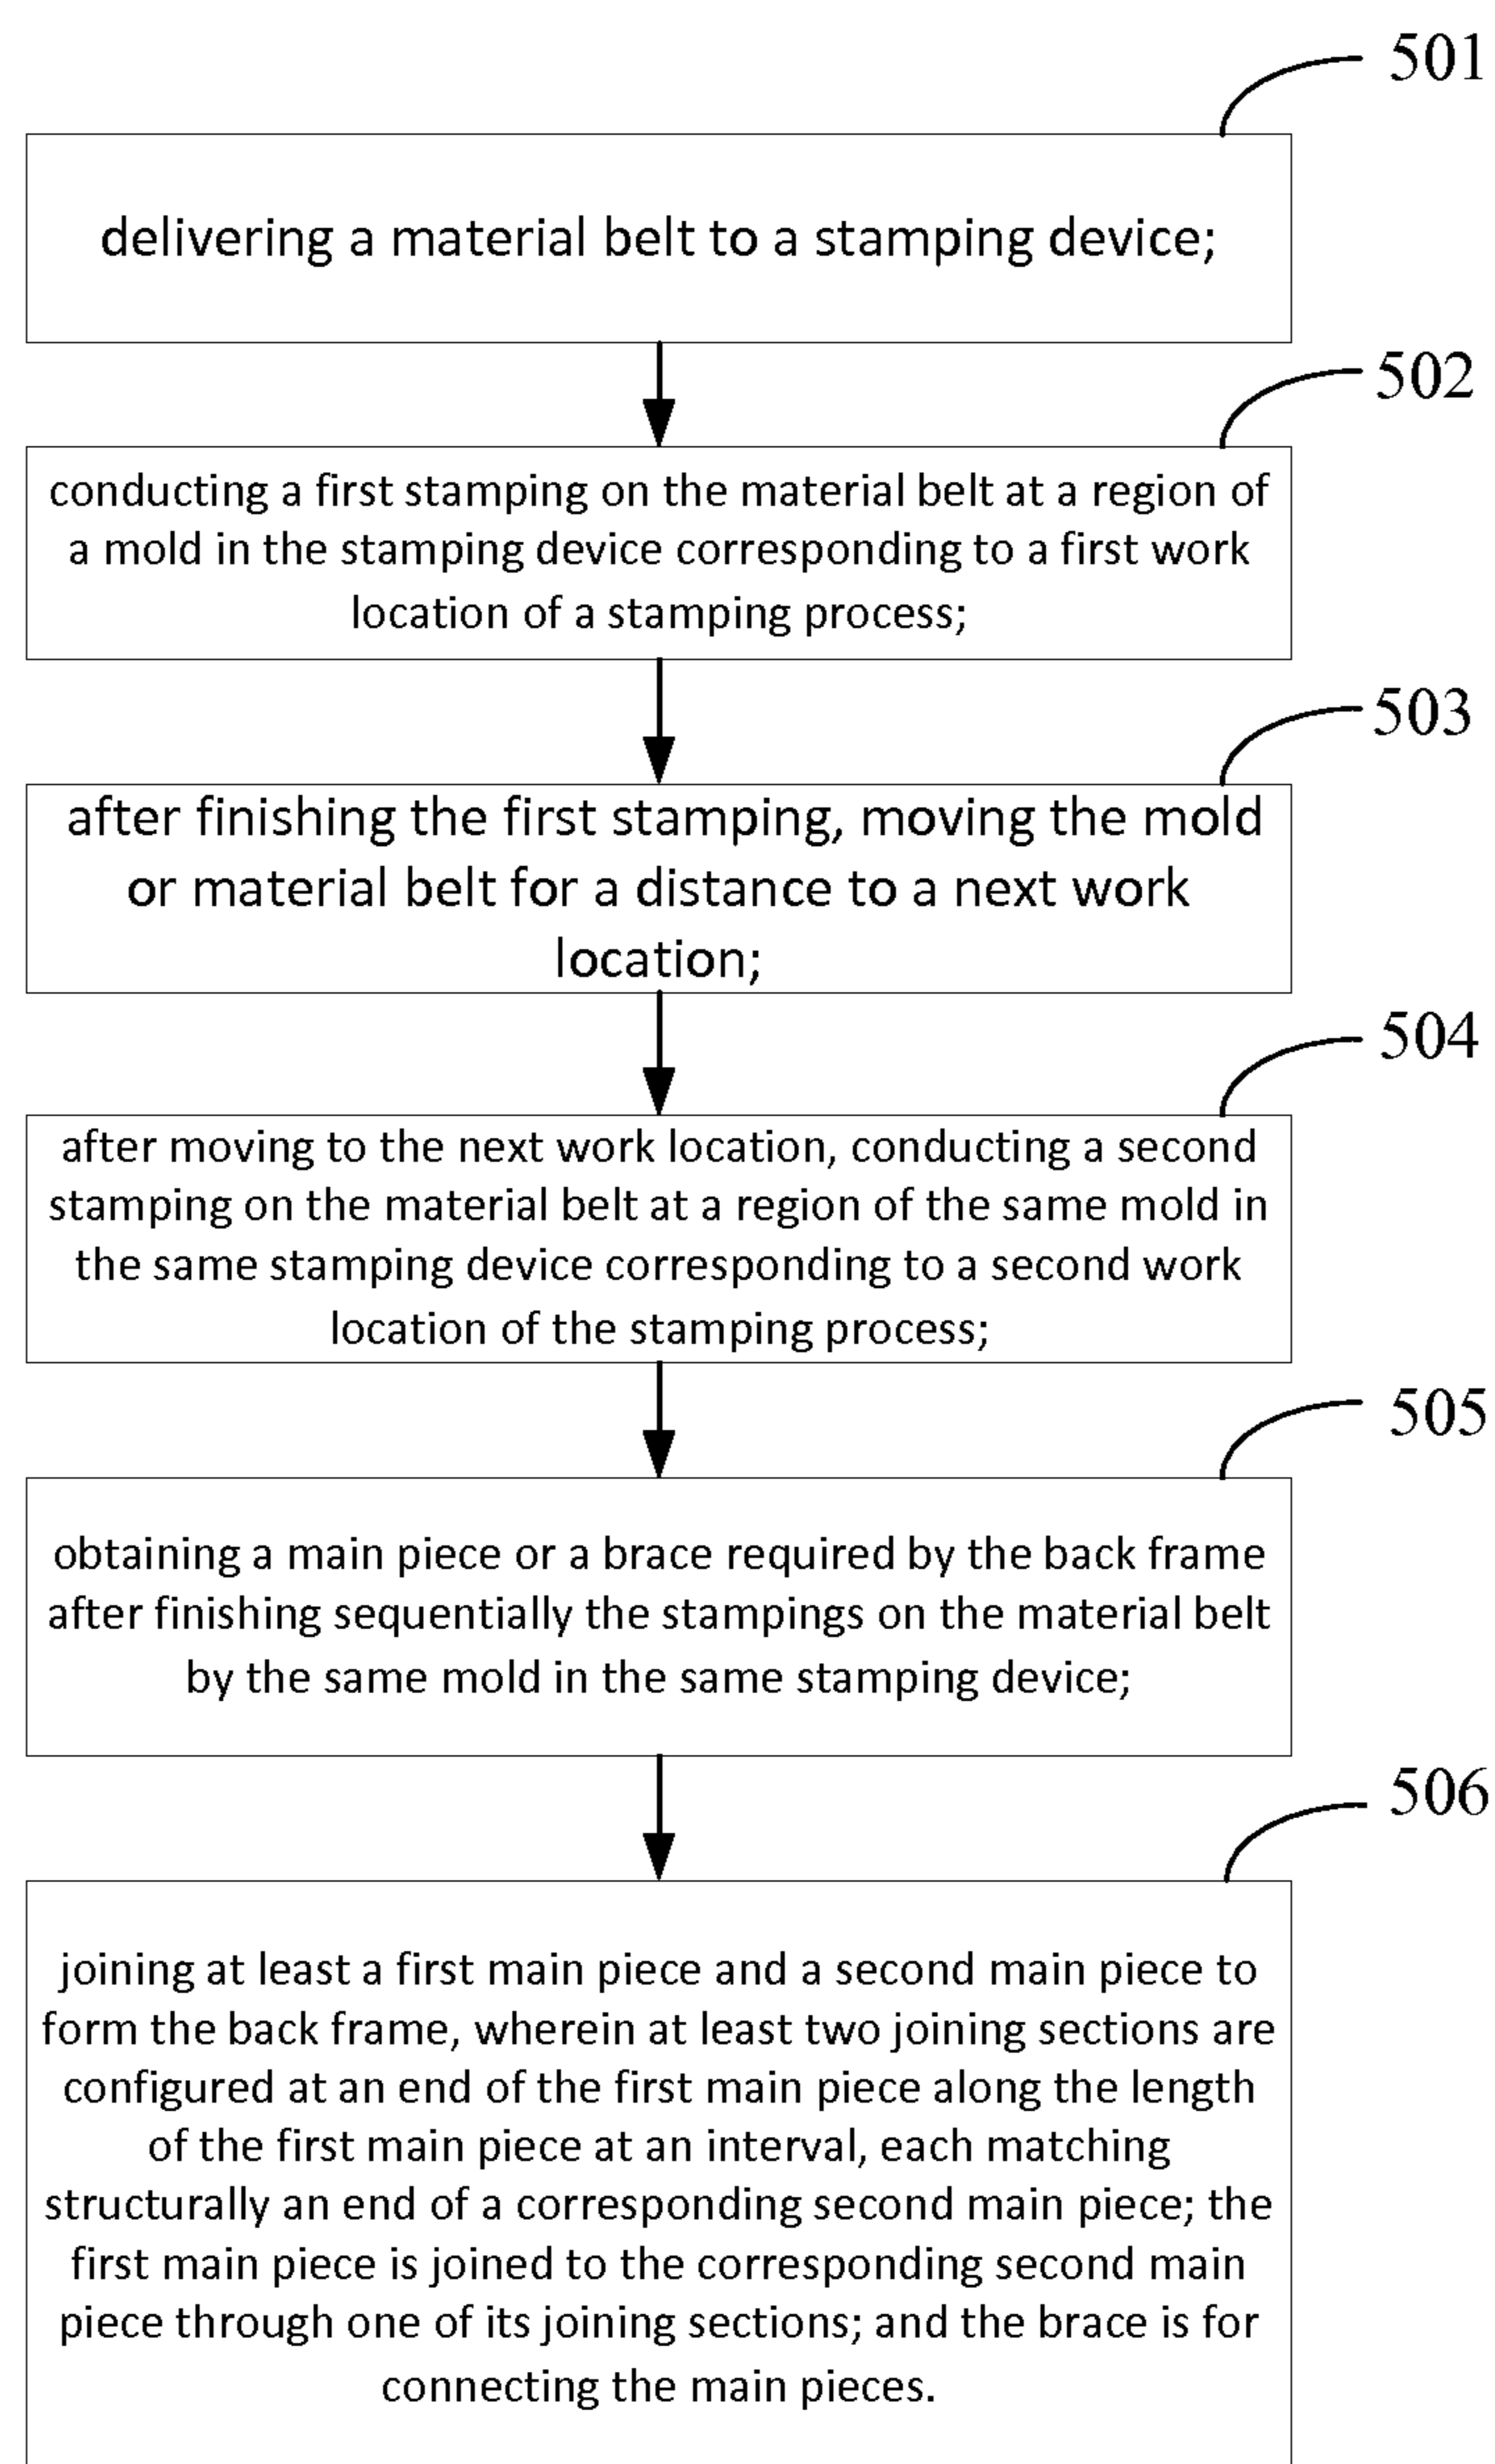 501
delivering a material belt to a stamping device;
502
conducting a first stamping on the material belt at a region of
a mold in the stamping device corresponding to a first work
location of a stamping process;
503
after finishing the first stamping, moving the mold
or material belt for a distance to a next work
location;
504
after moving to the next work location, conducting a second
stamping on the material belt at a region of the same mold in
the same stamping device corresponding to a second work
location of the stamping process;
505
obtaining a main piece or a brace required by the back frame
after finishing sequentially the stampings on the material belt
by the same mold in the same stamping device;
506
joining at least a first main piece and a second main piece to
form the back frame, wherein at least two joining sections are
configured at an end of the first main piece along the length
of the first main piece at an interval, each matching
structurally an end of a corresponding second main piece; the
first main piece is joined to the corresponding second main
piece through one of its joining sections; and the brace is for
connecting the main pieces.